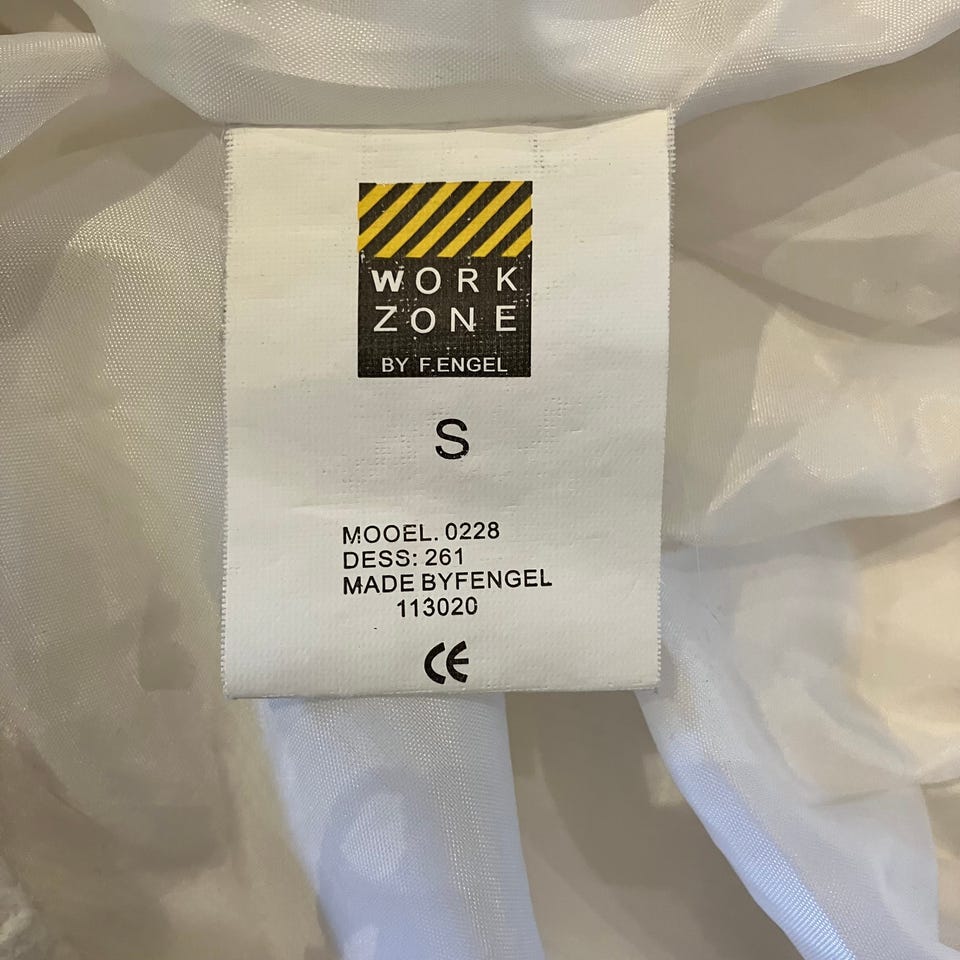 WORK
ZONE
BY F.ENGEL
S
MOOEL. 0228
DESS: 261
MADE BYFENGEL
113020
CE